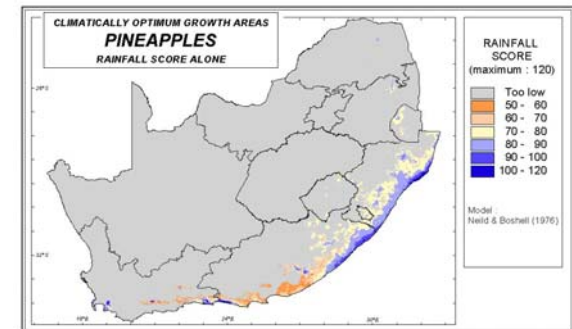 CLIMATICALLY OPTIMUM GROWTH AREAS
PINEAPPLES
RAINFALL SCORE ALONE
RAINFALL
SCORE
(maximum : 120)
Too low
50 - 60
60 - 70
70 - 80
80 - 90
90 - 100
100 - 120
Model :
Neild & Boshell (1976)